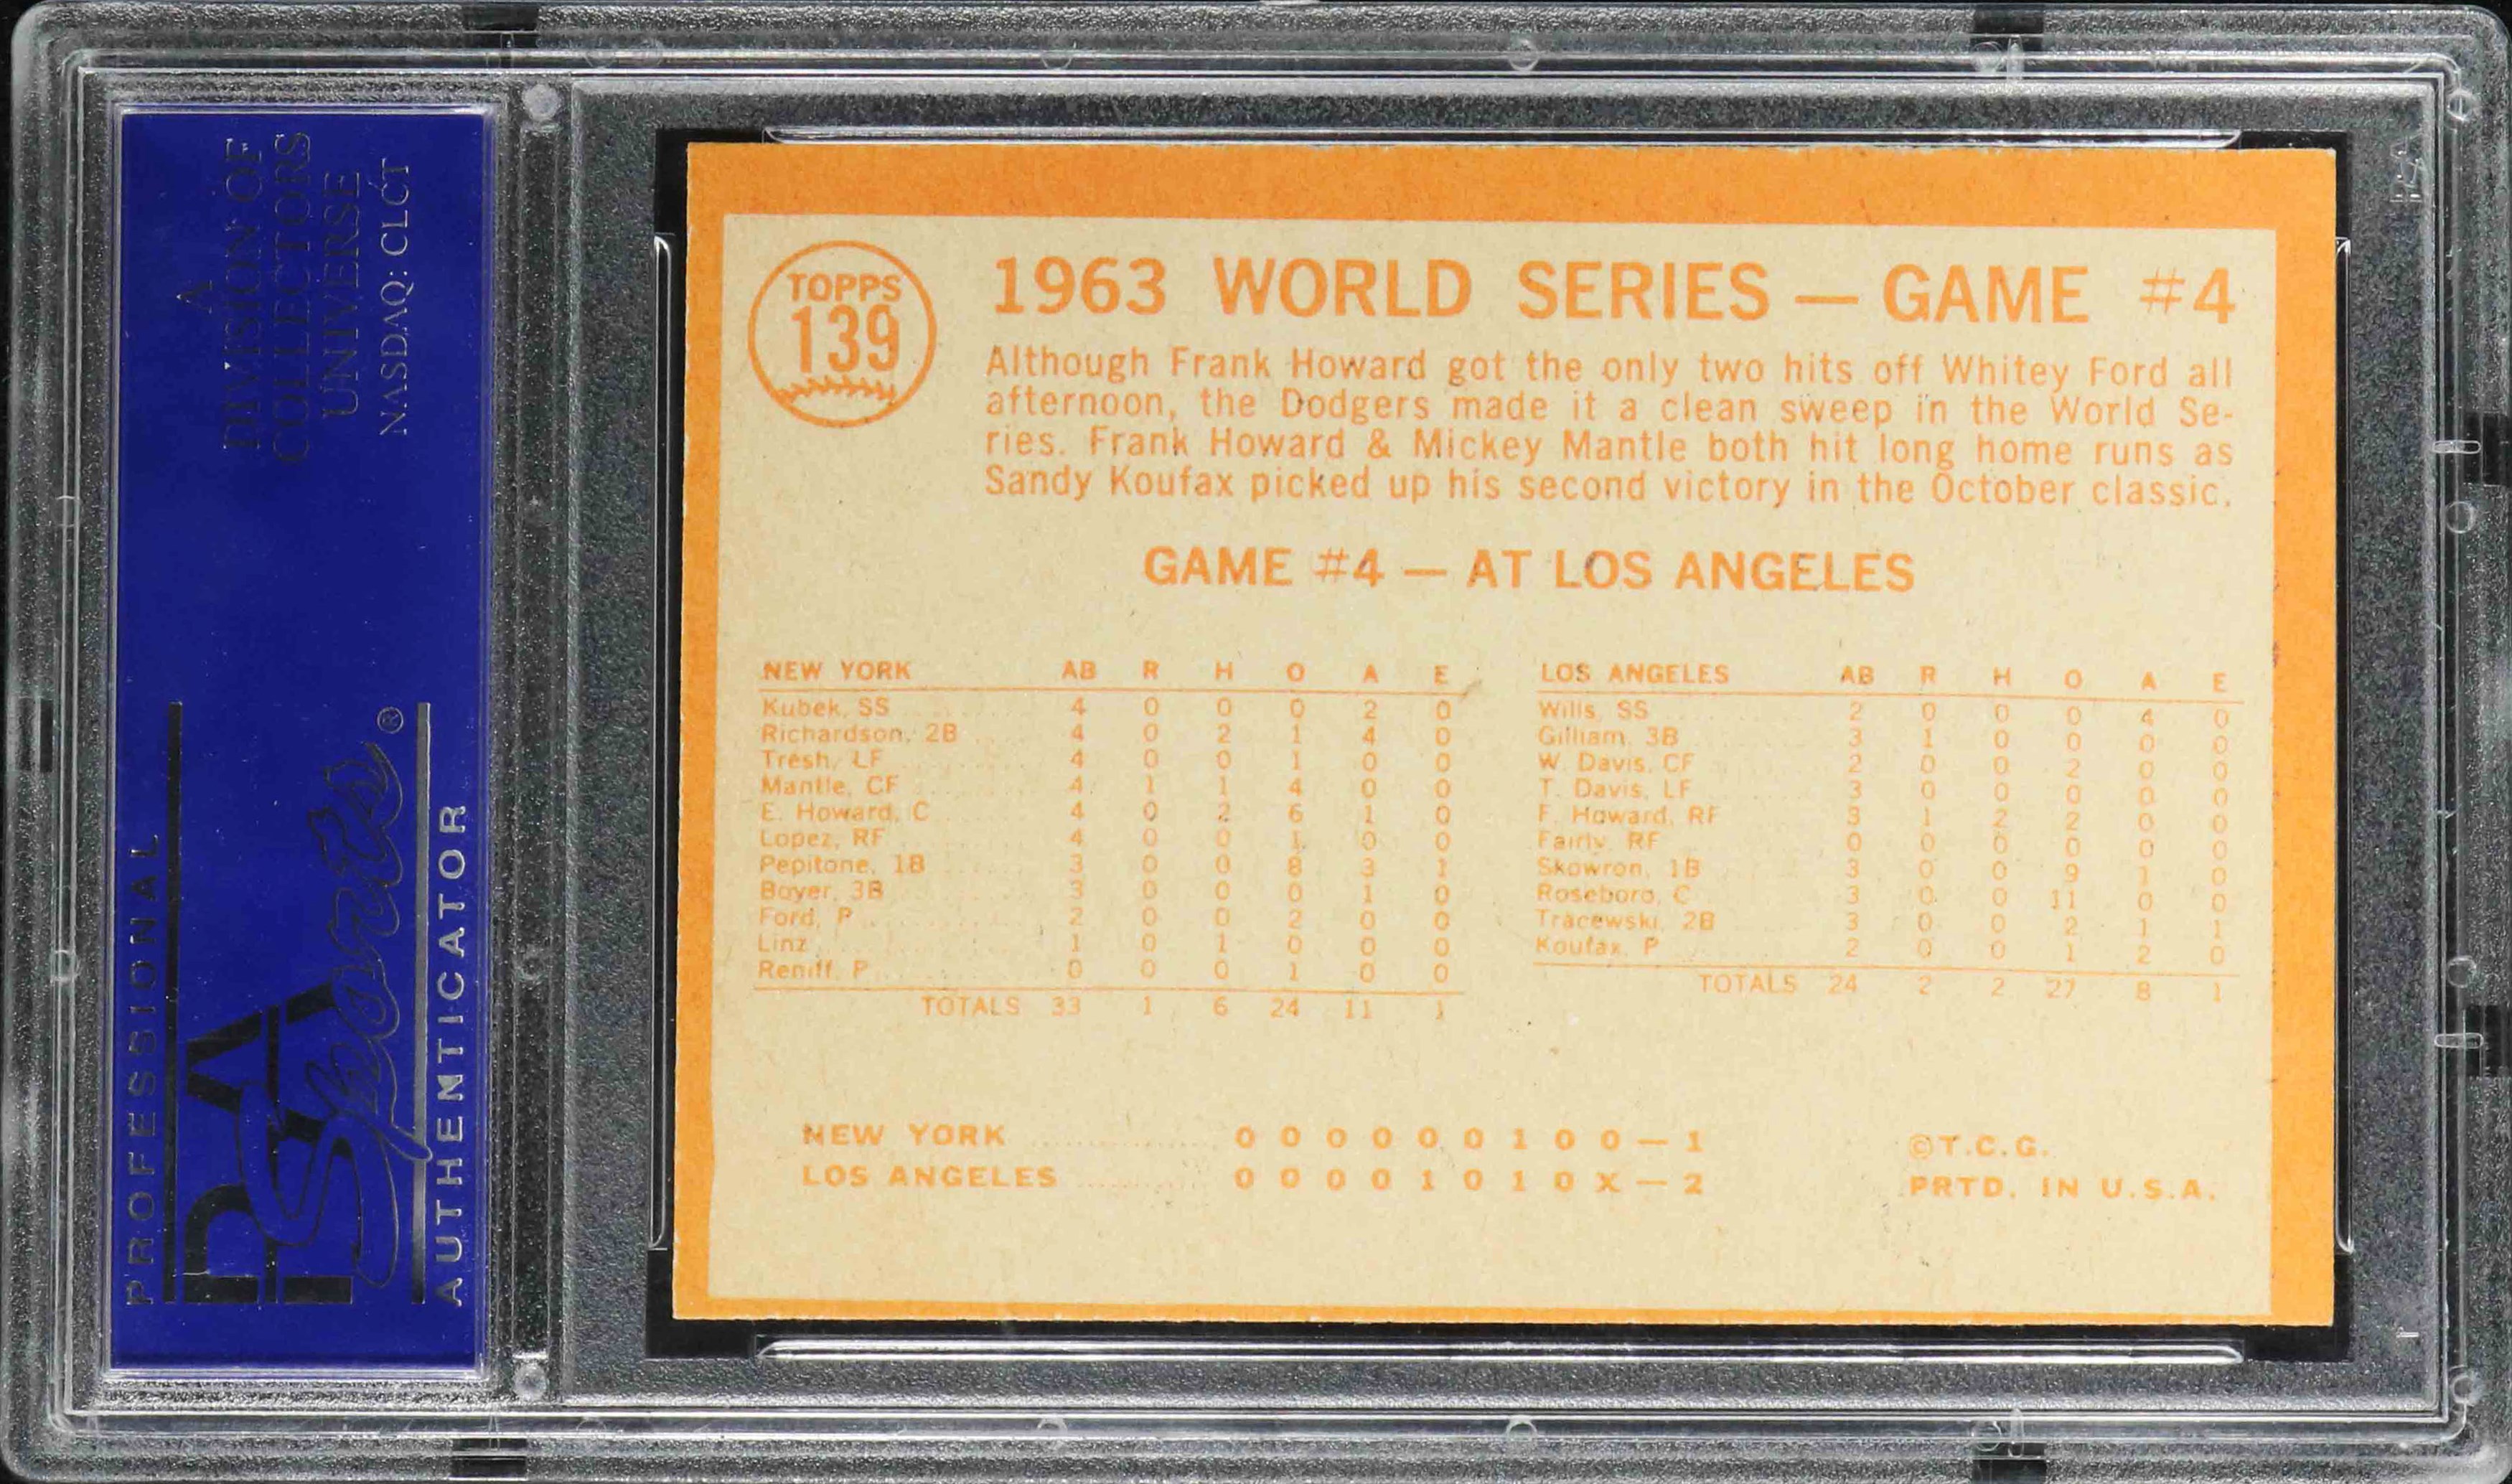 A
DIVISION OF
COLLECTORS
UNIVERSE
NASDAQ: CLCT
PROFESSIONAL
PSA
Sports®
AUTHENTICATOR
TOPPS
139
1963 WORLD SERIES — GAME #4
Although Frank Howard got the only two hits off Whitey Ford all
afternoon, the Dodgers made it a clean sweep in the World Se-
ries. Frank Howard & Mickey Mantle both hit long home runs as
Sandy Koufax picked up his second victory in the October classic.
GAME #4 — AT LOS ANGELES
NEW YORK AB R H O A E
Kubek, SS 4 0 0 0 2 0
Richardson, 2B 4 0 2 1 4 0
Tresh, LF 4 0 0 1 0 0
Mantle, CF 4 1 1 4 0 0
E. Howard, C 4 0 2 6 1 0
Lopez, RF 4 0 0 1 0 0
Pepitone, 1B 3 0 0 8 3 1
Boyer, 3B 3 0 0 0 1 0
Ford, P 2 0 0 2 0 0
Linz 1 0 1 0 0 0
Reniff, P 0 0 0 1 0 0
TOTALS 33 1 6 24 11 1
LOS ANGELES AB R H O A E
Wills, SS 2 0 0 0 4 0
Gilliam, 3B 3 1 0 0 0 0
W. Davis, CF 2 0 0 2 0 0
T. Davis, LF 3 0 0 0 0 0
F. Howard, RF 3 1 2 2 0 0
Fairly, RF 0 0 0 0 0 0
Skowron, 1B 3 0 0 9 1 0
Roseboro, C 3 0 0 11 0 0
Tracewski, 2B 3 0 0 2 1 1
Koufax, P 2 0 0 1 2 0
TOTALS 24 2 2 27 8 1
NEW YORK 0 0 0 0 0 0 1 0 0 — 1
LOS ANGELES 0 0 0 0 1 0 1 0 X — 2
©T.C.G.
PRTD. IN U.S.A.